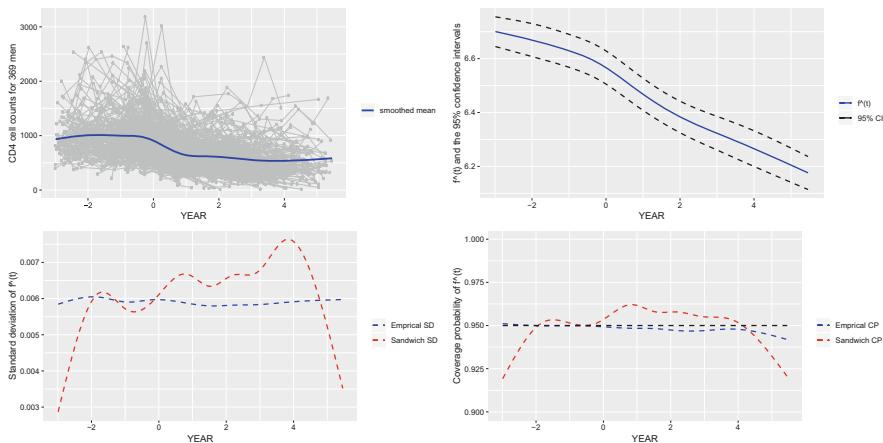 CD4 cell counts for 369 men
3000
2000
1000
0
−2
0
2
4
YEAR
smoothed mean
f^(t) and the 95% confidence intervals
6.6
6.4
6.2
−2
0
2
4
YEAR
f^(t)
95% CI
Standard deviation of f^(t)
0.007
0.006
0.005
0.004
0.003
−2
0
2
4
YEAR
Emprical SD
Sandwich SD
Coverage probability of f^(t)
1.000
0.975
0.950
0.925
0.900
−2
0
2
4
YEAR
Emprical CP
Sandwich CP